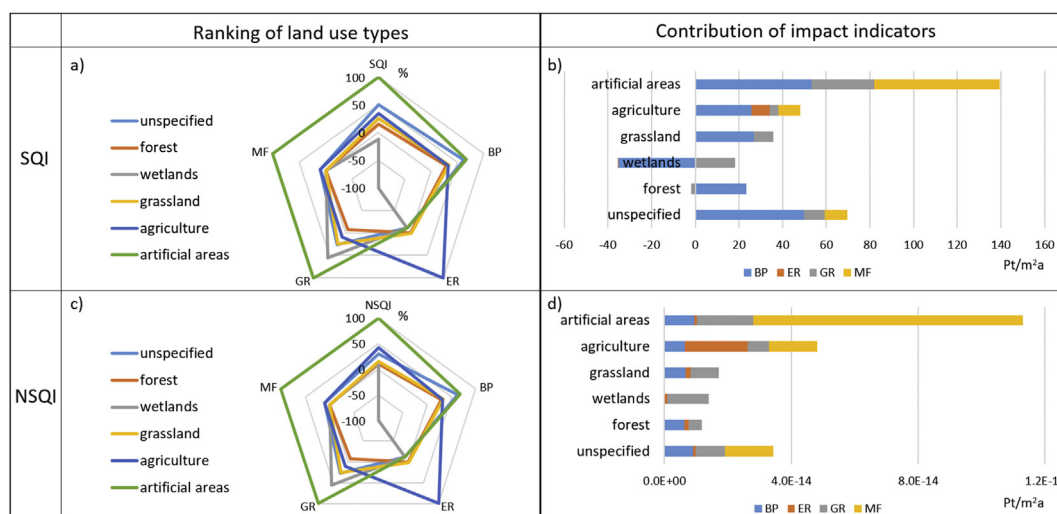 Ranking of land use types
Contribution of impact indicators
SQI
a)
SQI
%
100
50
0
-50
-100
BP
ER
GR
MF
unspecified
forest
wetlands
grassland
agriculture
artificial areas
b)
artificial areas
agriculture
grassland
wetlands
forest
unspecified
-60 -40 -20 0 20 40 60 80 100 120 140 160
BP ER GR MF
Pt/m²a
NSQI
c)
NSQI
%
100
50
0
-50
-100
BP
ER
GR
MF
unspecified
forest
wetlands
grassland
agriculture
artificial areas
d)
artificial areas
agriculture
grassland
wetlands
forest
unspecified
0.0E+00 4.0E-14 8.0E-14 1.2E-1
BP ER GR MF
Pt/m²a